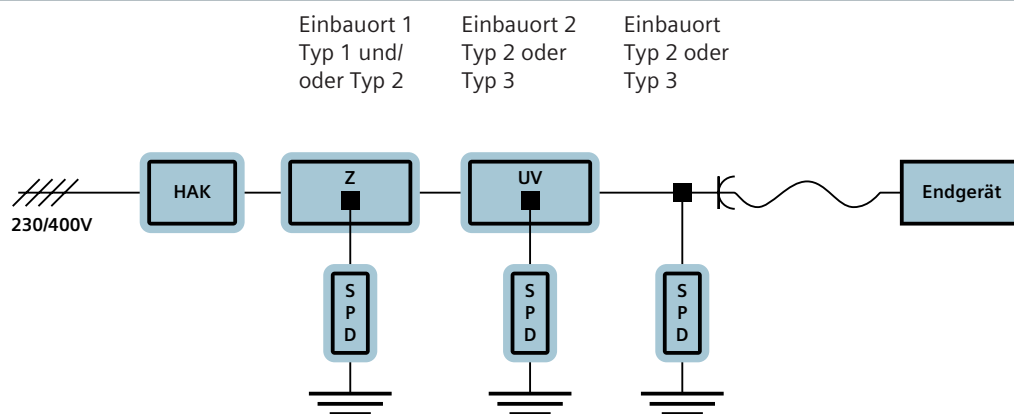 Einbauort 1
Typ 1 und/
oder Typ 2
Einbauort 2
Typ 2 oder
Typ 3
Einbauort
Typ 2 oder
Typ 3
230/400V
HAK
Z
UV
Endgerät
S
P
D
S
P
D
S
P
D